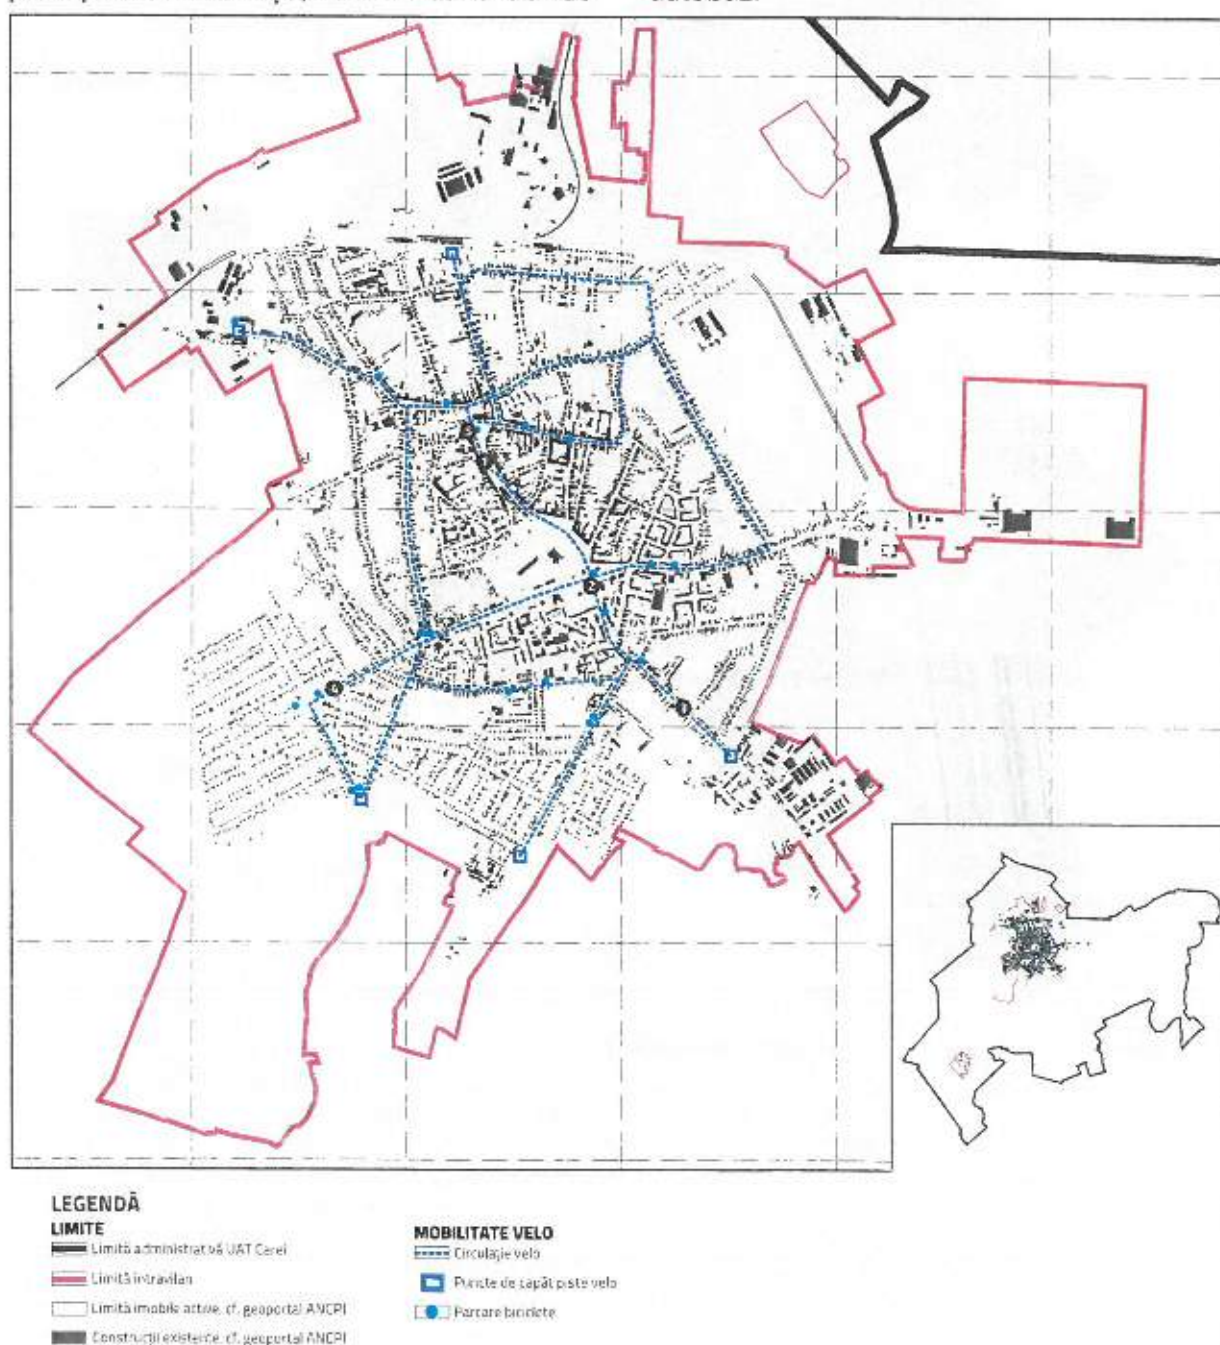 LEGENDĂ
LIMITE
Limită administrativă UAT Carei
Limită intravilan
Limită imobile active, cf. geoportal ANCPI
Construcții existente, cf. geoportal ANCPI
MOBILITATE VELO
Circulație velo
Puncte de capăt piste velo
Parcare biciclete